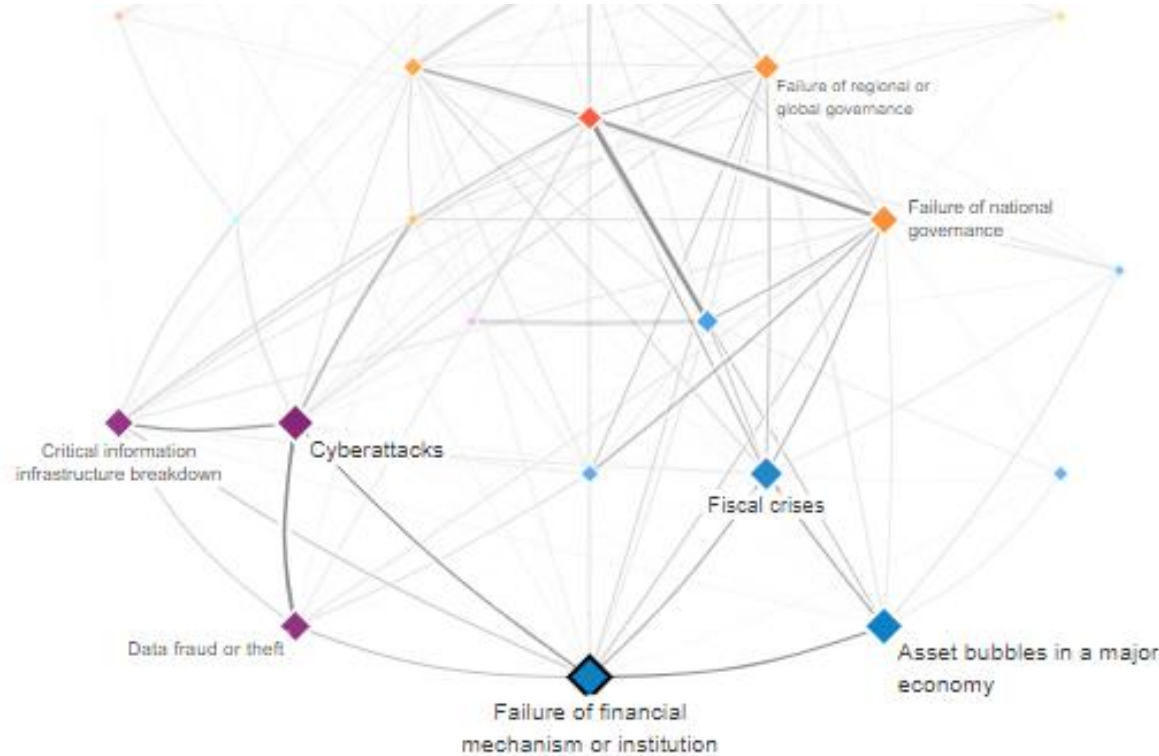 Failure of regional or
global governance
Failure of national
governance
Critical information
infrastructure breakdown
Cyberattacks
Fiscal crises
Data fraud or theft
Asset bubbles in a major
economy
Failure of financial
mechanism or institution